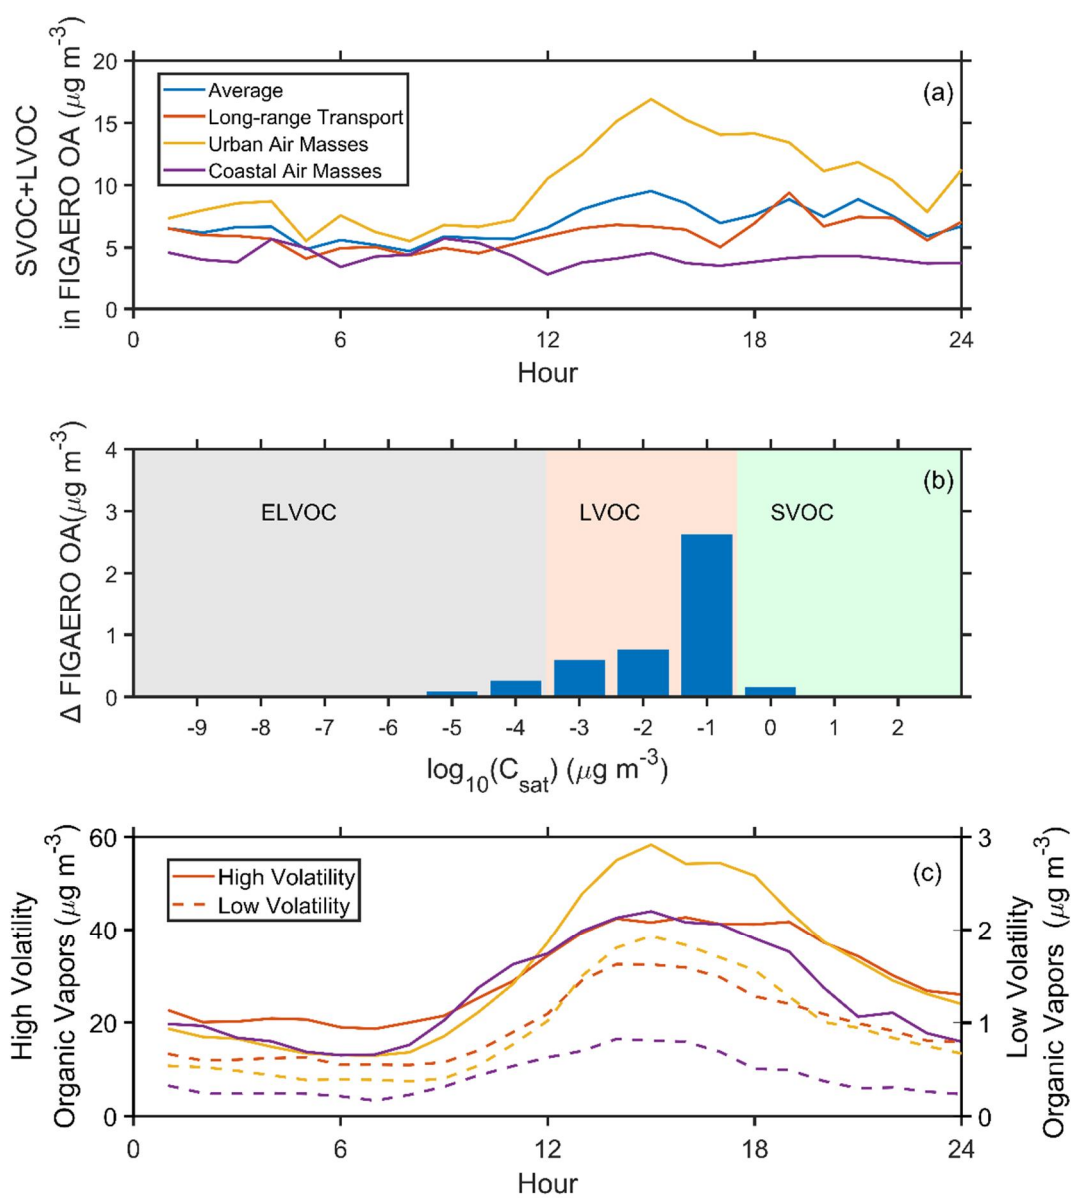 SVOC+LVOC
in FIGAERO OA (μg m-3)
20
15
10
5
0
(a)
Average
Long-range Transport
Urban Air Masses
Coastal Air Masses
0 6 12 18 24
Hour
Δ FIGAERO OA(μg m-3)
4
3
2
1
0
(b)
ELVOC LVOC SVOC
-9 -8 -7 -6 -5 -4 -3 -2 -1 0 1 2
log10(Csat) (μg m-3)
High Volatility
Organic Vapors (μg m-3)
60
40
20
0
High Volatility
Low Volatility
(c)
3
2
1
0
Low Volatility
Organic Vapors (μg m-3)
0 6 12 18 24
Hour